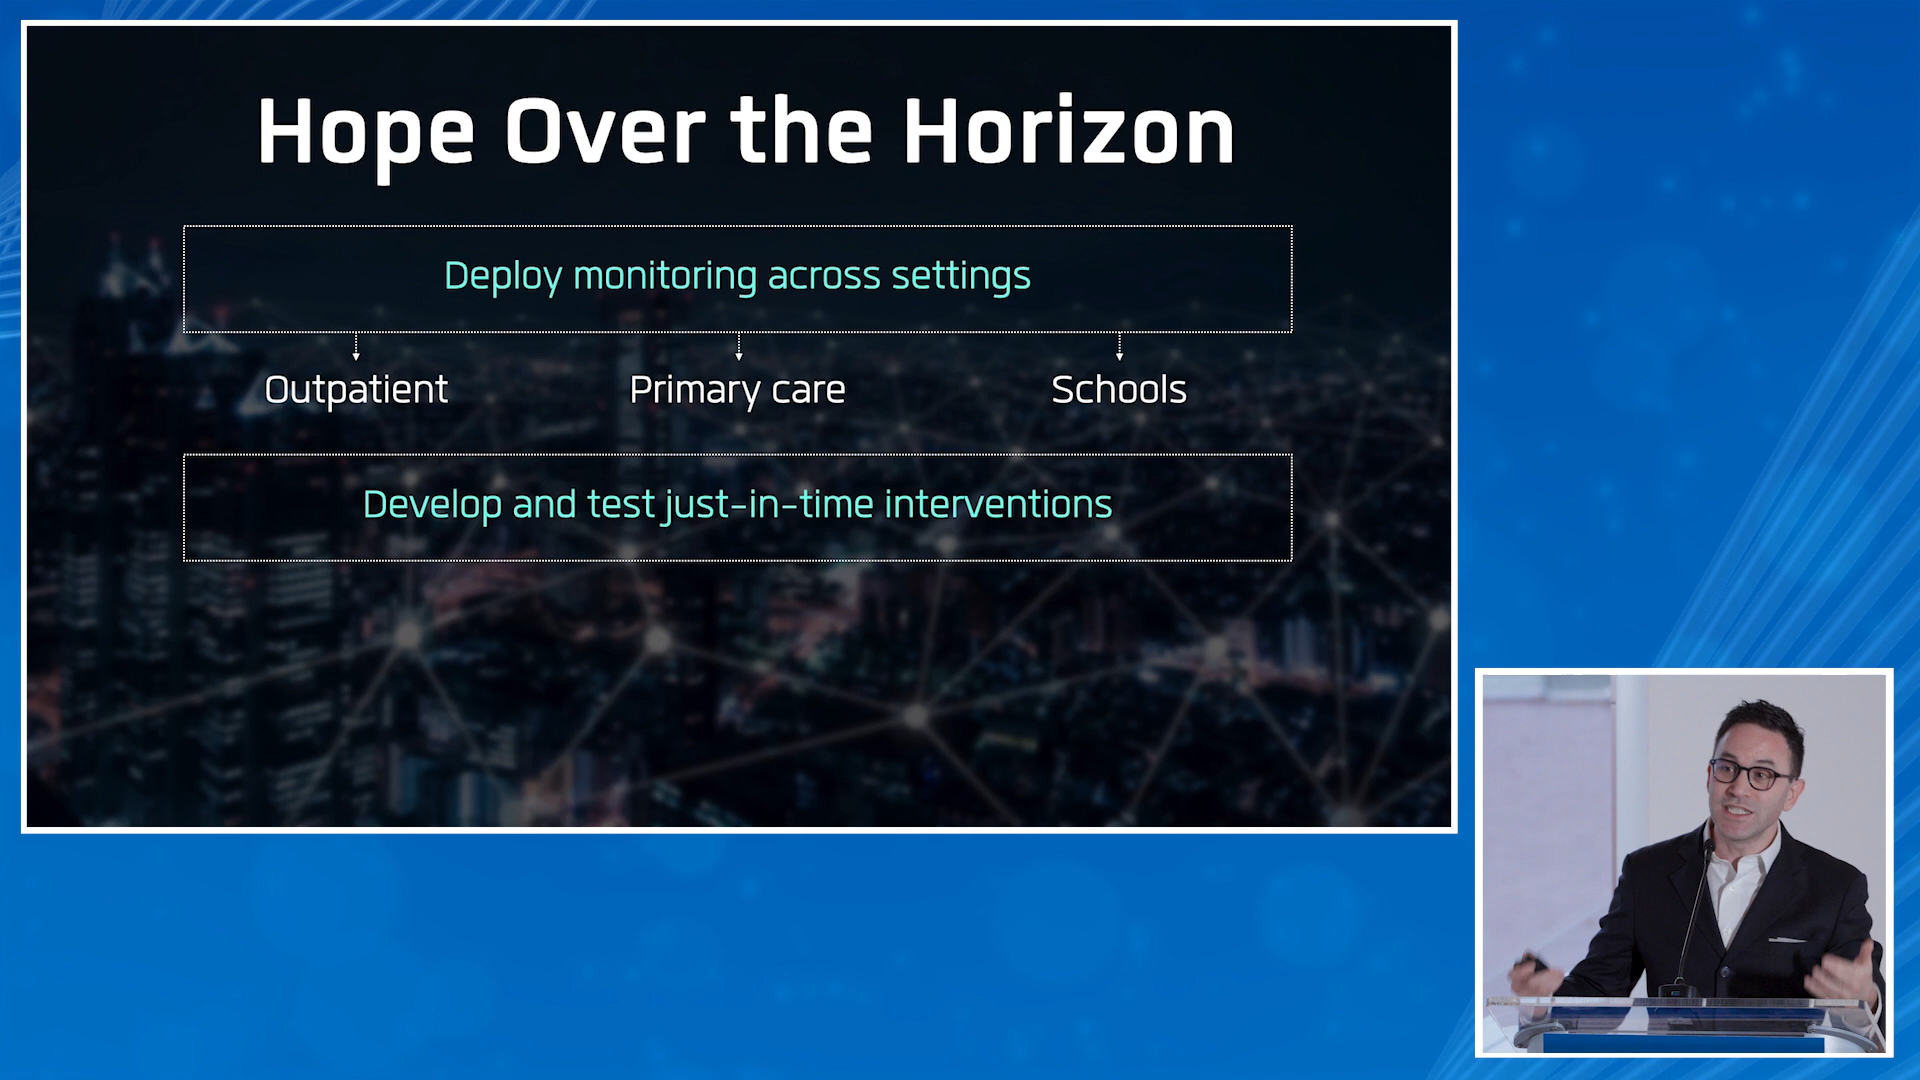 Hope Over the Horizon
Deploy monitoring across settings
Outpatient
Primary care
Schools
Develop and test just-in-time interventions